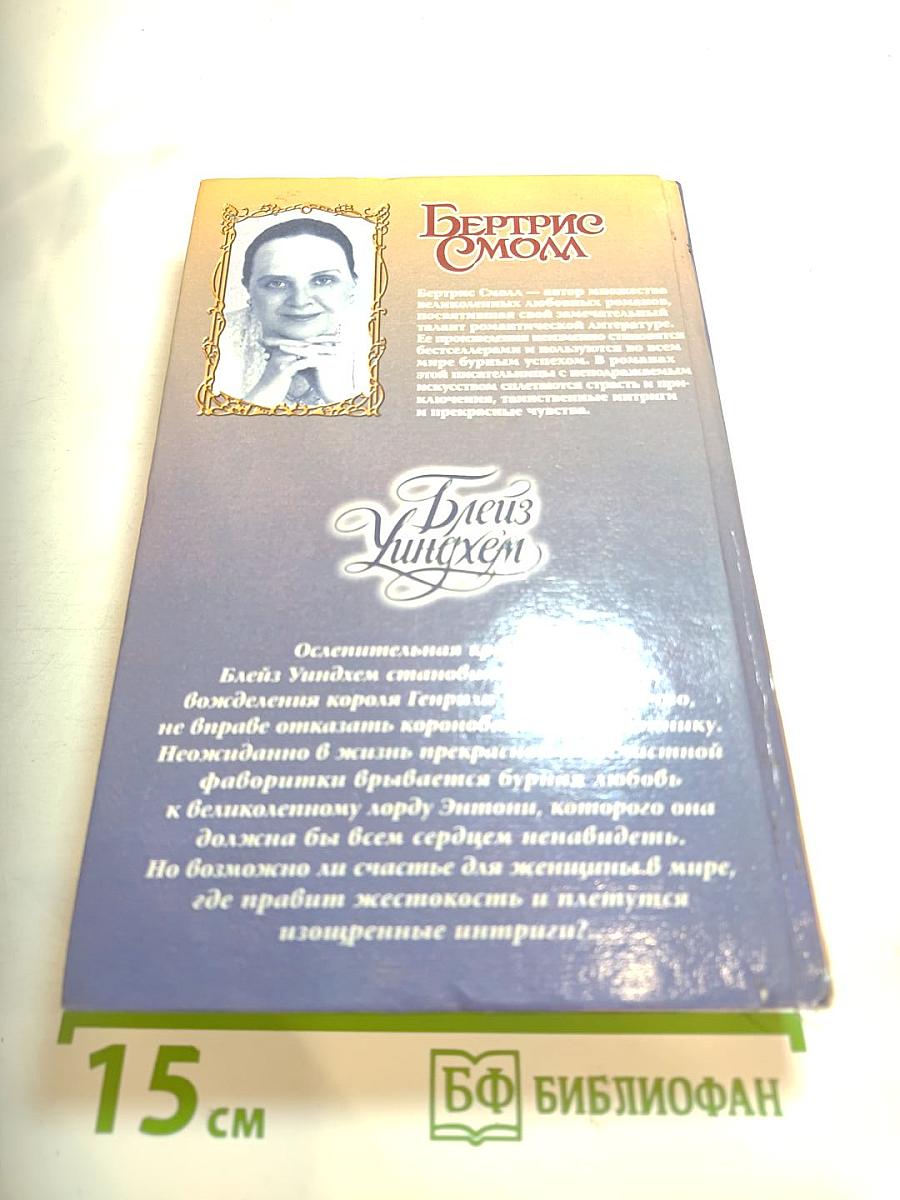 Бертрис
Смолл
Бертрис Смолл — автор множества
великолепных любовных романов,
посвятившая свой замечательный
талант романтической литературе.
Ее произведения неизменно становятся
бестселлерами и пользуются во всем
мире бурным успехом. В романах
этой писательницы с неподражаемым
искусством сплетаются страсть и при-
ключения, таинственные интриги
и прекрасные чувства.
Блейз
Уиндхем
Ослепительная
Блейз Уиндхем
вожделения короля
не вправе отказать
Неожиданно в жизнь
фаворитки врывается бурная любовь
к великолепному лорду Энтони, которого она
должна бы всем сердцем ненавидеть.
Но возможно ли счастье для женщины в мире,
где правит жестокость и плетутся
изощренные интриги?..
15 см
БФ БИБЛИОФАН